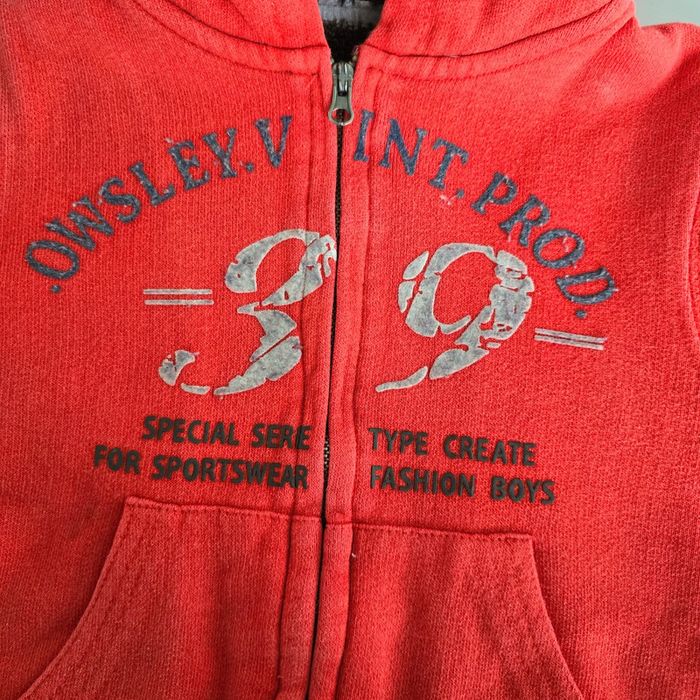 .OWSLEY.V INT.PROD.
39
SPECIAL SERE TYPE CREATE
FOR SPORTSWEAR FASHION BOYS